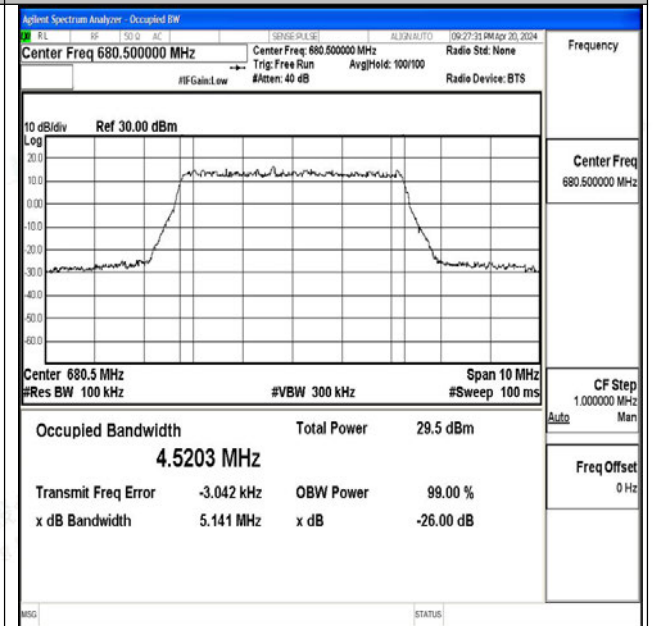 Agilent Spectrum Analyzer - Occupied BW
RL RF 50 Ω AC SENSE:PULSE ALIGN AUTO 09:27:31 PM Apr 20, 2024
Center Freq 680.500000 MHz
Center Freq: 680.500000 MHz
Radio Std: None
Trig: Free Run Avg|Hold: 100/100
#IFGain:Low #Atten: 40 dB Radio Device: BTS
10 dB/div Ref 30.00 dBm
Log
20.0
10.0
0.00
-10.0
-20.0
-30.0
-40.0
-50.0
-60.0
Center 680.5 MHz Span 10 MHz
#Res BW 100 kHz #VBW 300 kHz #Sweep 100 ms
Occupied Bandwidth
4.5203 MHz
Total Power 29.5 dBm
Transmit Freq Error -3.042 kHz OBW Power 99.00 %
x dB Bandwidth 5.141 MHz x dB -26.00 dB
MSG STATUS
Frequency
Center Freq
680.500000 MHz
CF Step
1.000000 MHz
Auto Man
Freq Offset
0 Hz